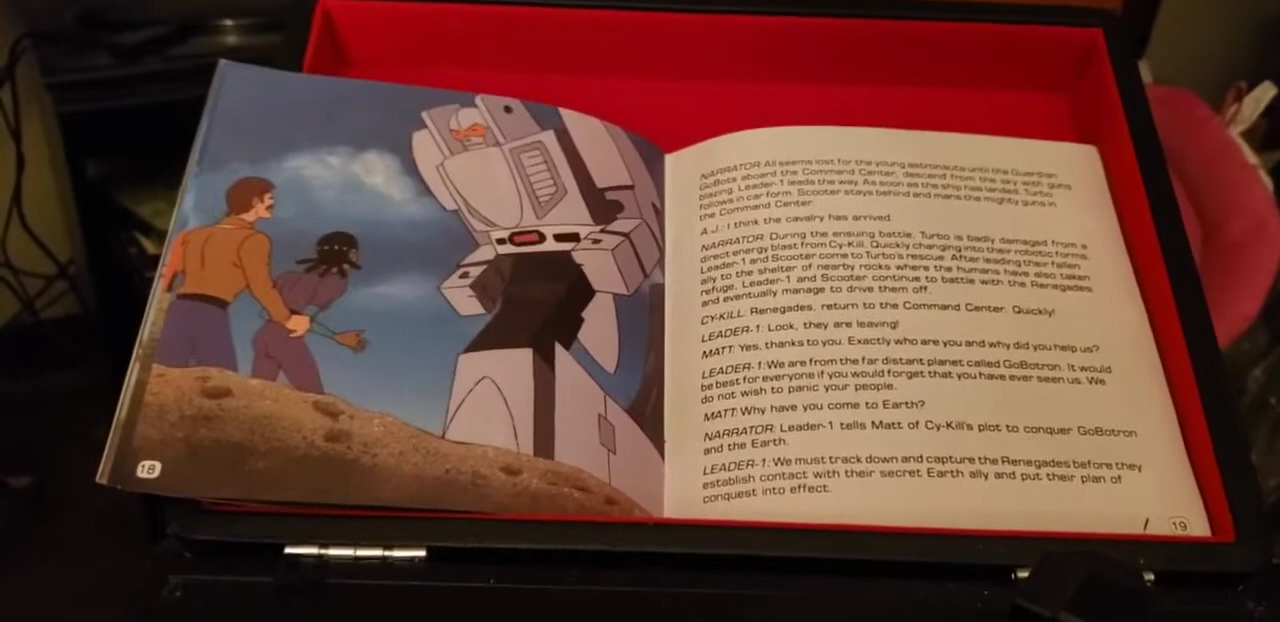 18
NARRATOR: All seems lost for the young astronauts until the Guardian
GoBots aboard the Command Center, descend from the sky with guns
blazing. Leader-1 leads the way. As soon as the ship has landed, Turbo
follows in car form. Scooter stays behind and mans the mighty guns in
the Command Center.
A.J.: I think the cavalry has arrived.
NARRATOR: During the ensuing battle, Turbo is badly damaged from a
direct energy blast from Cy-Kill. Quickly changing into their robotic forms,
Leader-1 and Scooter come to Turbo's rescue. After leading their fallen
ally to the shelter of nearby rocks where the humans have also taken
refuge, Leader-1 and Scooter continue to battle with the Renegades
and eventually manage to drive them off.
CY-KILL: Renegades, return to the Command Center. Quickly!
LEADER-1: Look, they are leaving!
MATT: Yes, thanks to you. Exactly who are you and why did you help us?
LEADER-1: We are from the far distant planet called GoBotron. It would
be best for everyone if you would forget that you have ever seen us. We
do not wish to panic your people.
MATT: Why have you come to Earth?
NARRATOR: Leader-1 tells Matt of Cy-Kill's plot to conquer GoBotron
and the Earth.
LEADER-1: We must track down and capture the Renegades before they
establish contact with their secret Earth ally and put their plan of
conquest into effect.
19